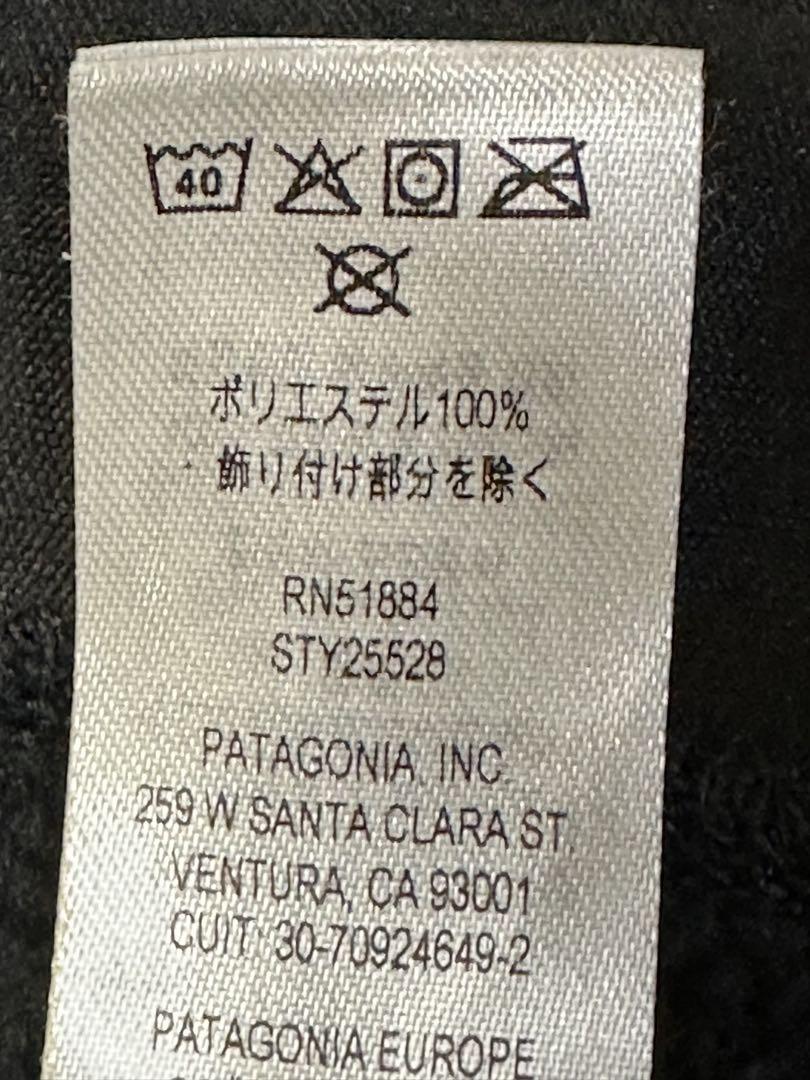 40
ポリエステル100%
飾り付け部分を除く
RN51884
STY25528
PATAGONIA, INC.
259 W SANTA CLARA ST.
VENTURA, CA 93001
CUIT: 30-70924649-2
PATAGONIA EUROPE